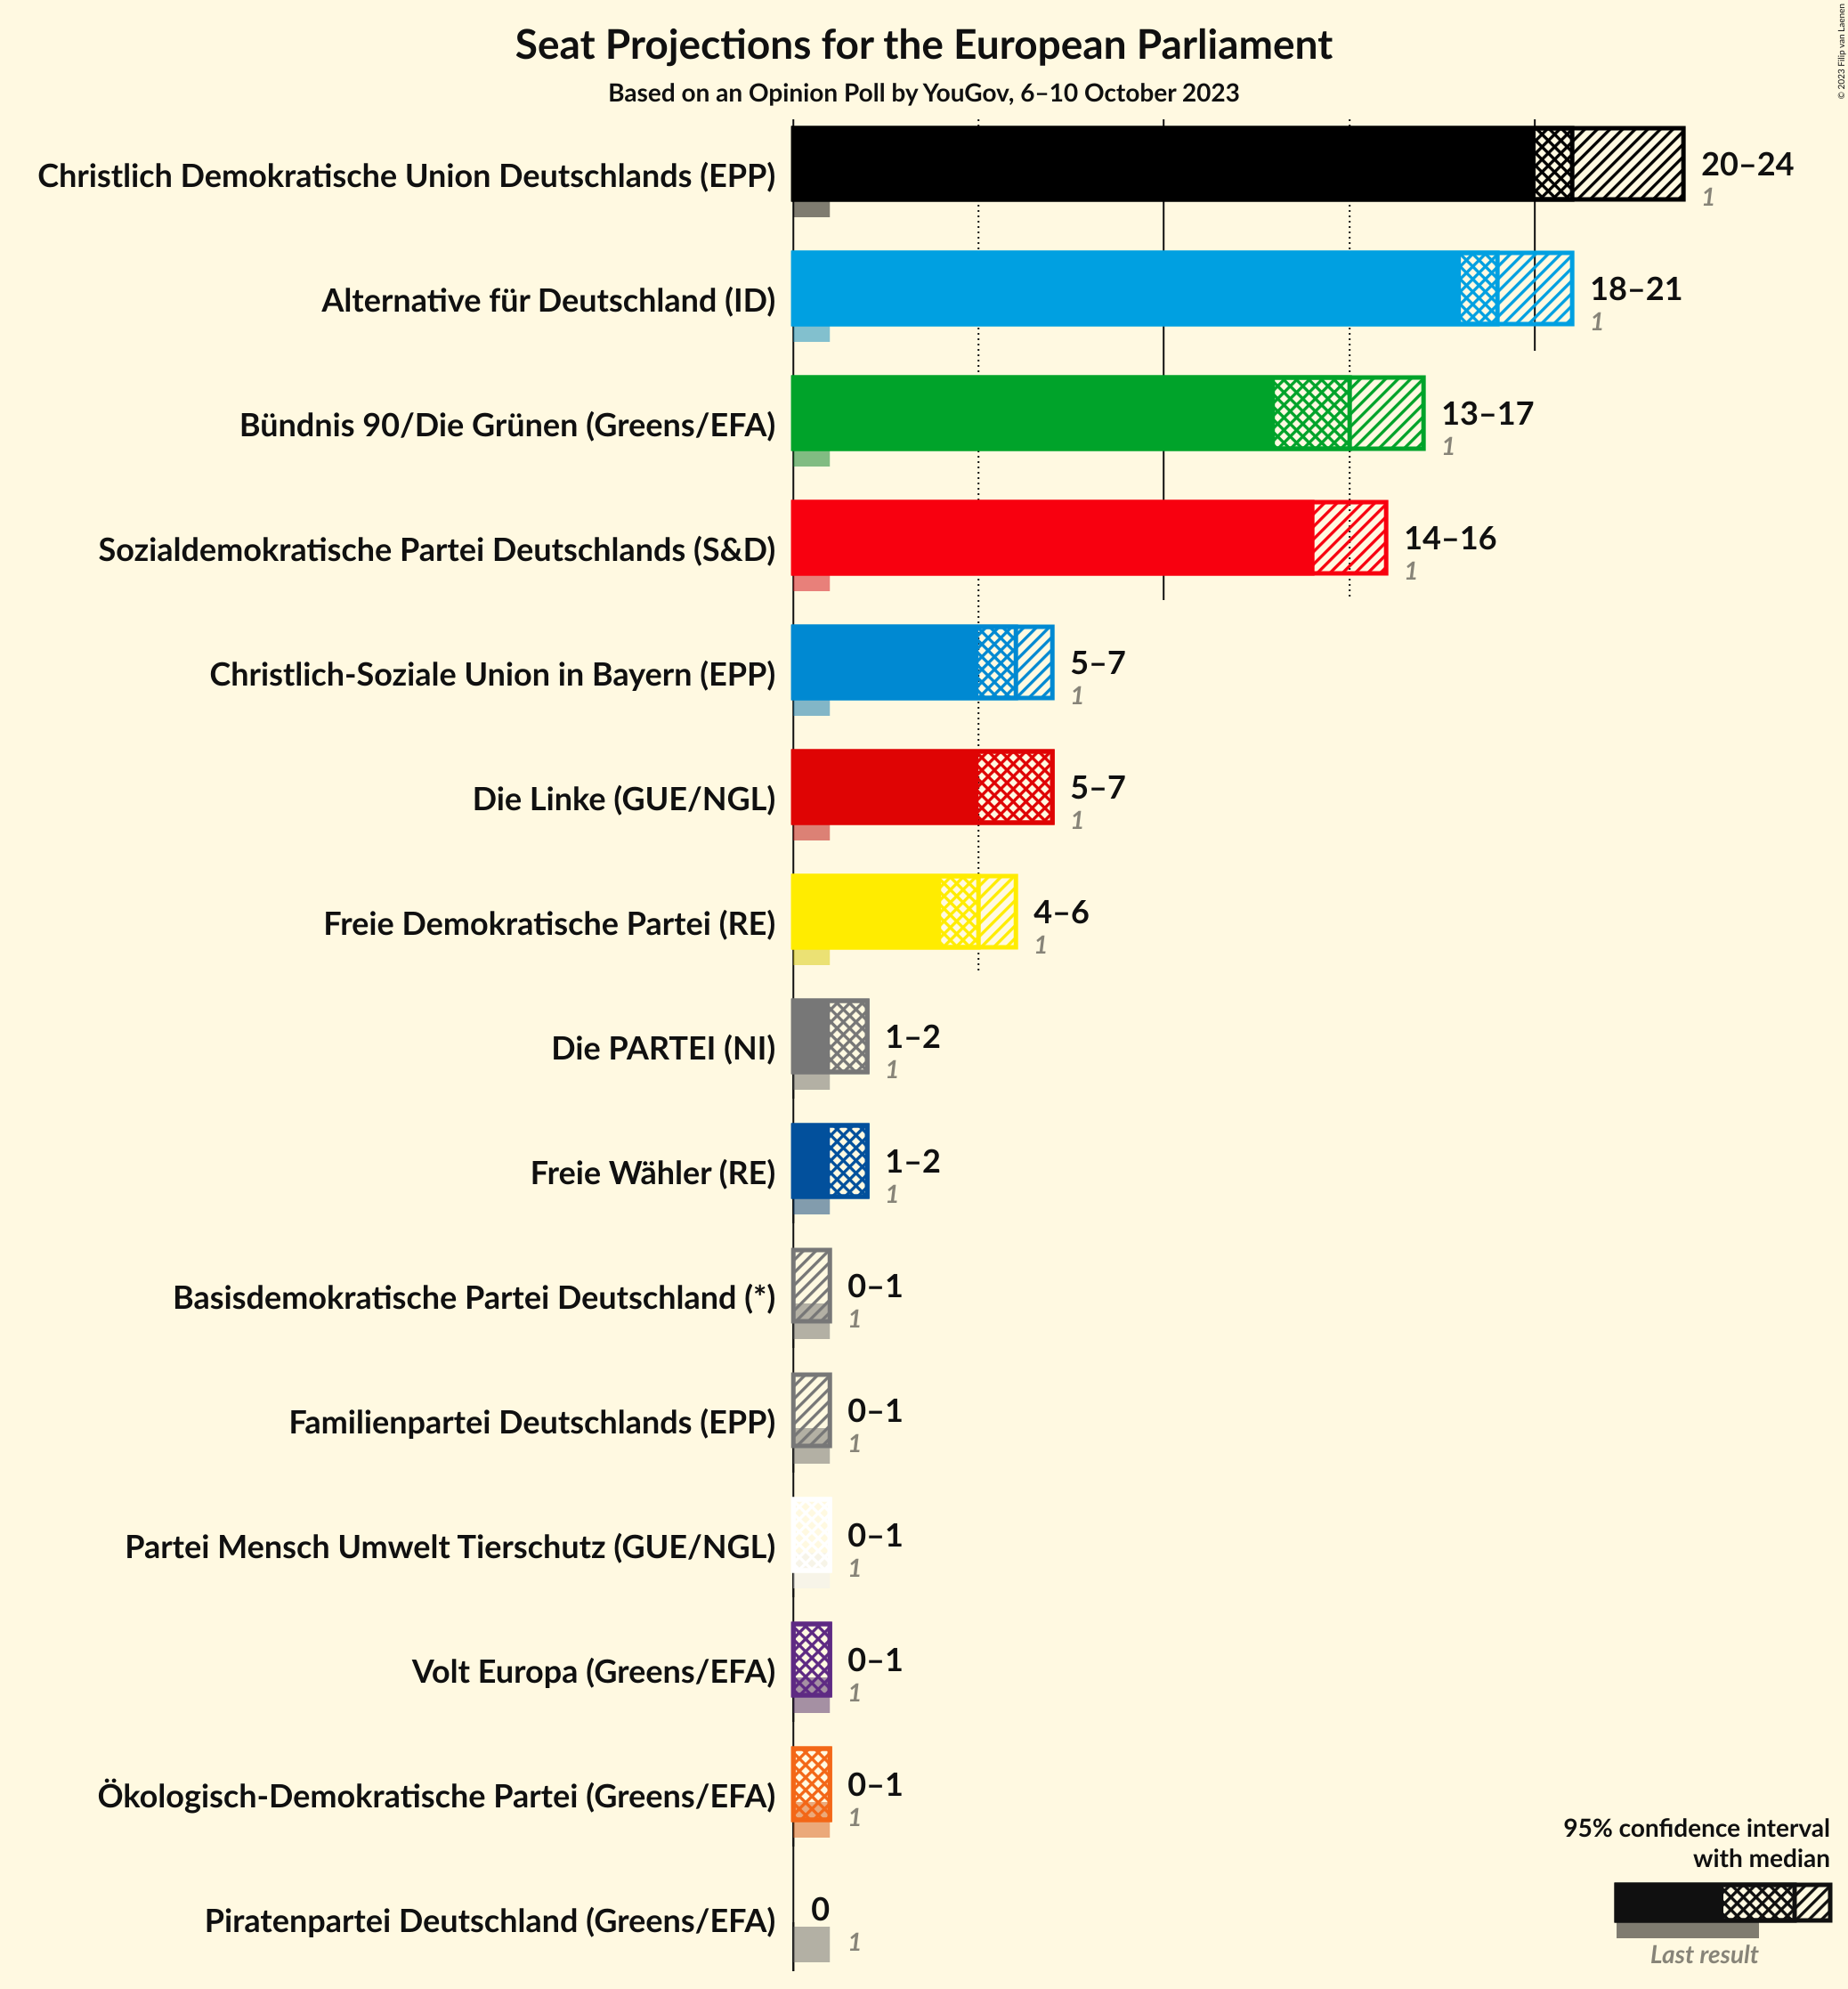 Seat Projections for the European Parliament
Based on an Opinion Poll by YouGov, 6–10 October 2023
© 2023 Filip van Laenen
Christlich Demokratische Union Deutschlands (EPP)
20–24
1
Alternative für Deutschland (ID)
18–21
1
Bündnis 90/Die Grünen (Greens/EFA)
13–17
1
Sozialdemokratische Partei Deutschlands (S&D)
14–16
1
Christlich-Soziale Union in Bayern (EPP)
5–7
1
Die Linke (GUE/NGL)
5–7
1
Freie Demokratische Partei (RE)
4–6
1
Die PARTEI (NI)
1–2
1
Freie Wähler (RE)
1–2
1
Basisdemokratische Partei Deutschland (*)
0–1
1
Familienpartei Deutschlands (EPP)
0–1
1
Partei Mensch Umwelt Tierschutz (GUE/NGL)
0–1
1
Volt Europa (Greens/EFA)
0–1
1
Ökologisch-Demokratische Partei (Greens/EFA)
0–1
1
Piratenpartei Deutschland (Greens/EFA)
0
1
95% confidence interval
with median
Last result